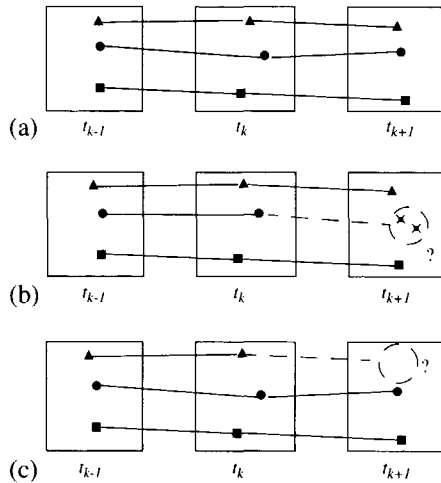 (a)
t_{k-1} t_k t_{k+1}
?
(b)
t_{k-1} t_k t_{k+1}
?
(c)
t_{k-1} t_k t_{k+1}